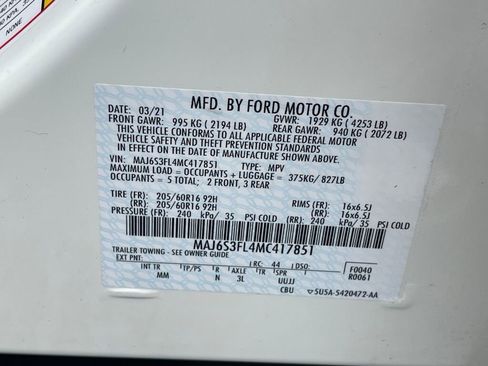 NONE
MFD. BY FORD MOTOR CO.
DATE: 03/21 GVWR: 1929 KG ( 4253 LB)
FRONT GAWR: 995 KG ( 2194 LB) REAR GAWR: 940 KG ( 2072 LB)
THIS VEHICLE CONFORMS TO ALL APPLICABLE FEDERAL MOTOR
VEHICLE SAFETY AND BUMPER STANDARDS
IN EFFECT ON THE DATE OF MANUFACTURE SHOWN ABOVE.
VIN: MAJ6S3FL4MC417851 TYPE: MPV
MAXIMUM LOAD = OCCUPANTS + LUGGAGE = 375KG/ 827LB
OCCUPANTS = 5 TOTAL; 2 FRONT, 3 REAR
TIRE (FR): 205/60R16 92H RIMS (FR): 16x6.5J
(RR): 205/60R16 92H (RR): 16x6.5J
PRESSURE (FR): 240 kPa/ 35 PSI COLD (RR): 240 kPa/ 35 PSI COLD
MAJ6S3FL4MC417851
TRAILER TOWING - SEE OWNER GUIDE
EXT PNT: RC: 44 F0040
R0061
INT TR TP/PS R AXLE TR SPR
MM N 3L UUJJ
CBU 5U5A-5420472-AA